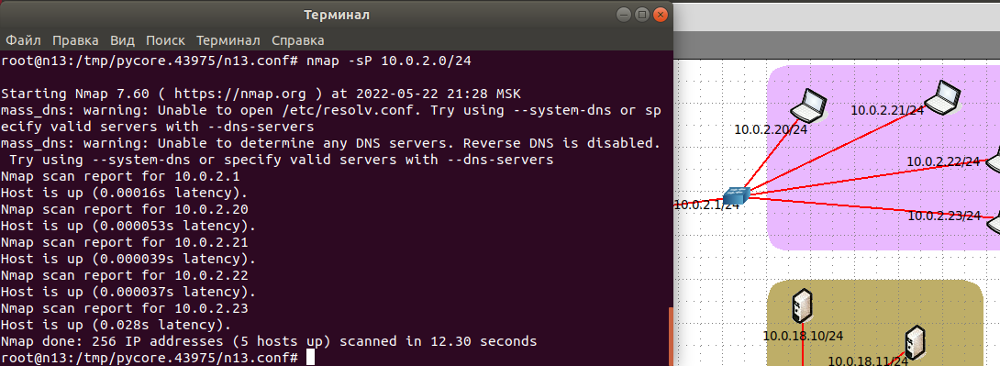 Терминал
Файл Правка Вид Поиск Терминал Справка
root@n13:/tmp/pycore.43975/n13.conf# nmap -sP 10.0.2.0/24
Starting Nmap 7.60 ( https://nmap.org ) at 2022-05-22 21:28 MSK
mass_dns: warning: Unable to open /etc/resolv.conf. Try using --system-dns or sp
ecify valid servers with --dns-servers
mass_dns: warning: Unable to determine any DNS servers. Reverse DNS is disabled.
 Try using --system-dns or specify valid servers with --dns-servers
Nmap scan report for 10.0.2.1
Host is up (0.00016s latency).
Nmap scan report for 10.0.2.20
Host is up (0.000053s latency).
Nmap scan report for 10.0.2.21
Host is up (0.000039s latency).
Nmap scan report for 10.0.2.22
Host is up (0.000037s latency).
Nmap scan report for 10.0.2.23
Host is up (0.028s latency).
Nmap done: 256 IP addresses (5 hosts up) scanned in 12.30 seconds
root@n13:/tmp/pycore.43975/n13.conf#
10.0.2.21/24
10.0.2.20/24
10.0.2.22/24
10.0.2.1/24
10.0.2.23/24
10.0.18.10/24
10.0.18.11/24